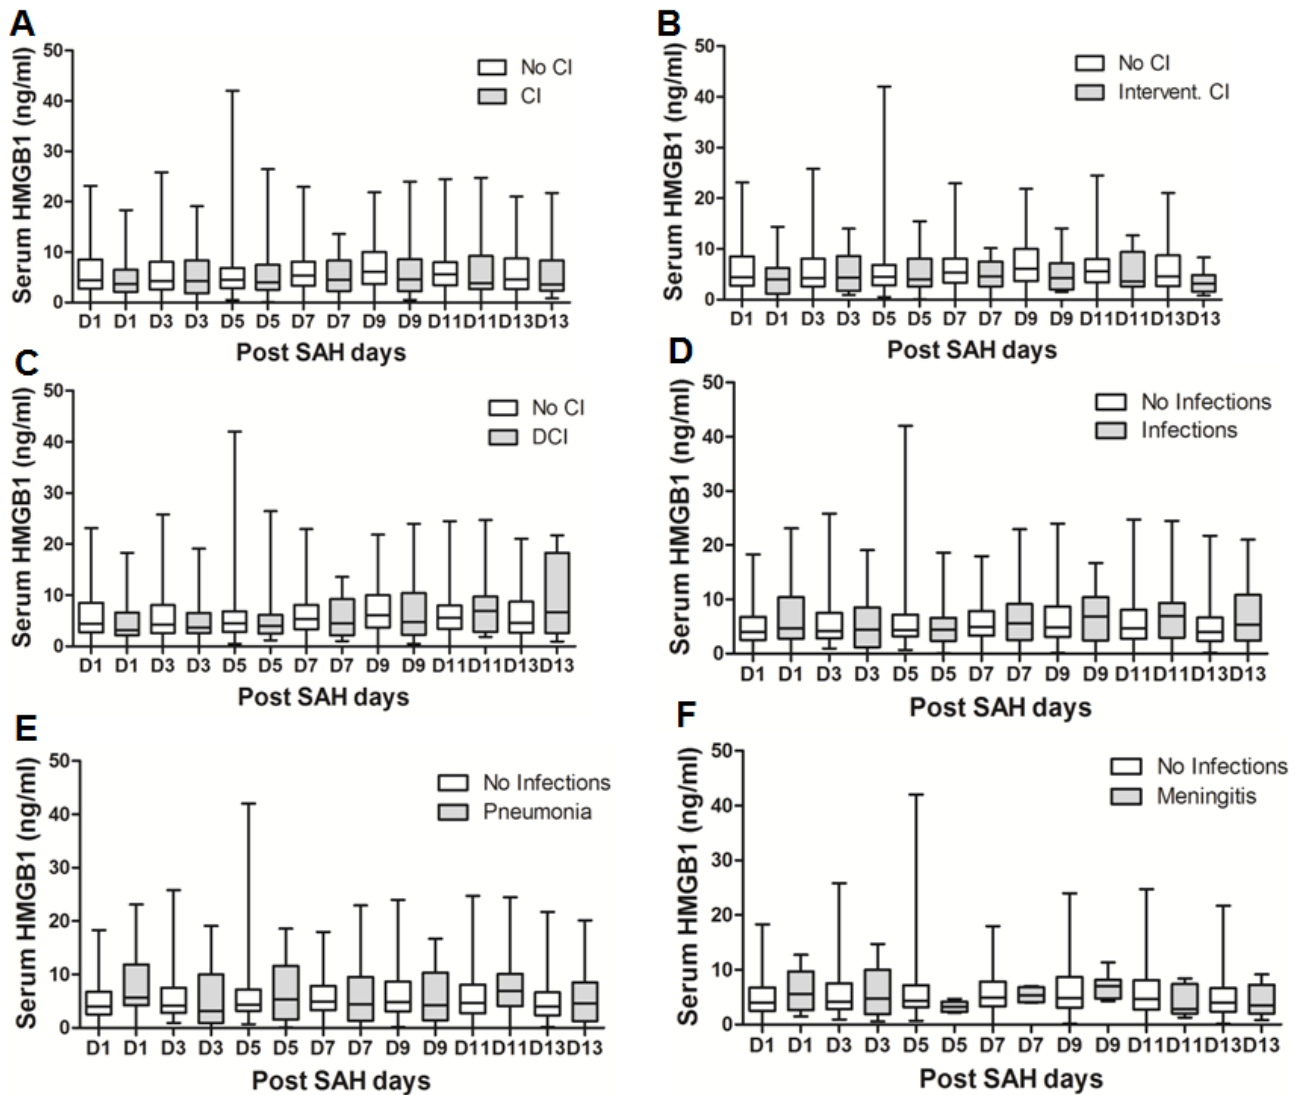 A
Serum HMGB1 (ng/ml)
50
40
30
20
10
0
No CI
CI
D1 D1 D3 D3 D5 D5 D7 D7 D9 D9 D11 D11 D13 D13
Post SAH days
B
Serum HMGB1 (ng/ml)
50
40
30
20
10
0
No CI
Intervent. CI
D1 D1 D3 D3 D5 D5 D7 D7 D9 D9 D11 D11 D13 D13
Post SAH days
C
Serum HMGB1 (ng/ml)
50
40
30
20
10
0
No CI
DCI
D1 D1 D3 D3 D5 D5 D7 D7 D9 D9 D11 D11 D13 D13
Post SAH days
D
Serum HMGB1 (ng/ml)
50
40
30
20
10
0
No Infections
Infections
D1 D1 D3 D3 D5 D5 D7 D7 D9 D9 D11 D11 D13 D13
Post SAH days
E
Serum HMGB1 (ng/ml)
50
40
30
20
10
0
No Infections
Pneumonia
D1 D1 D3 D3 D5 D5 D7 D7 D9 D9 D11 D11 D13 D13
Post SAH days
F
Serum HMGB1 (ng/ml)
50
40
30
20
10
0
No Infections
Meningitis
D1 D1 D3 D3 D5 D5 D7 D7 D9 D9 D11 D11 D13 D13
Post SAH days